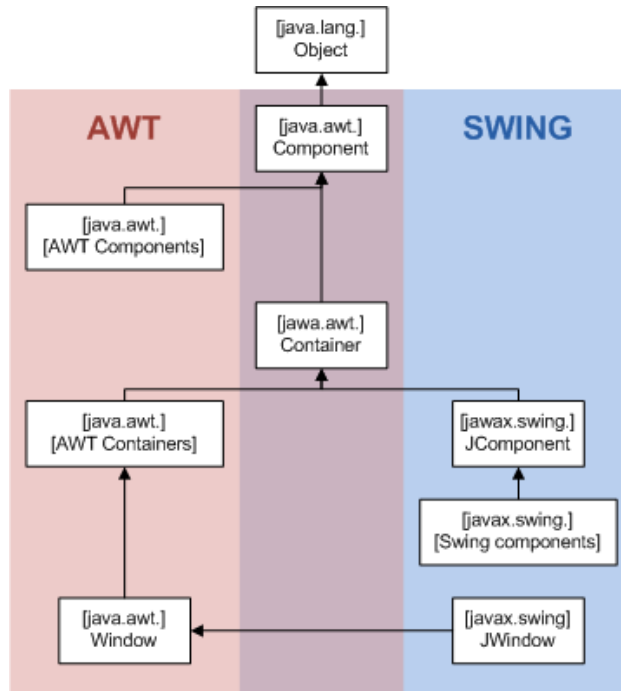 [java.lang.]
Object
AWT
[java.awt.]
Component
SWING
[java.awt.]
[AWT Components]
[jawa.awt.]
Container
[java.awt.]
[AWT Containers]
[jawax.swing.]
JComponent
[javax.swing.]
[Swing components]
[java.awt.]
Window
[javax.swing]
JWindow